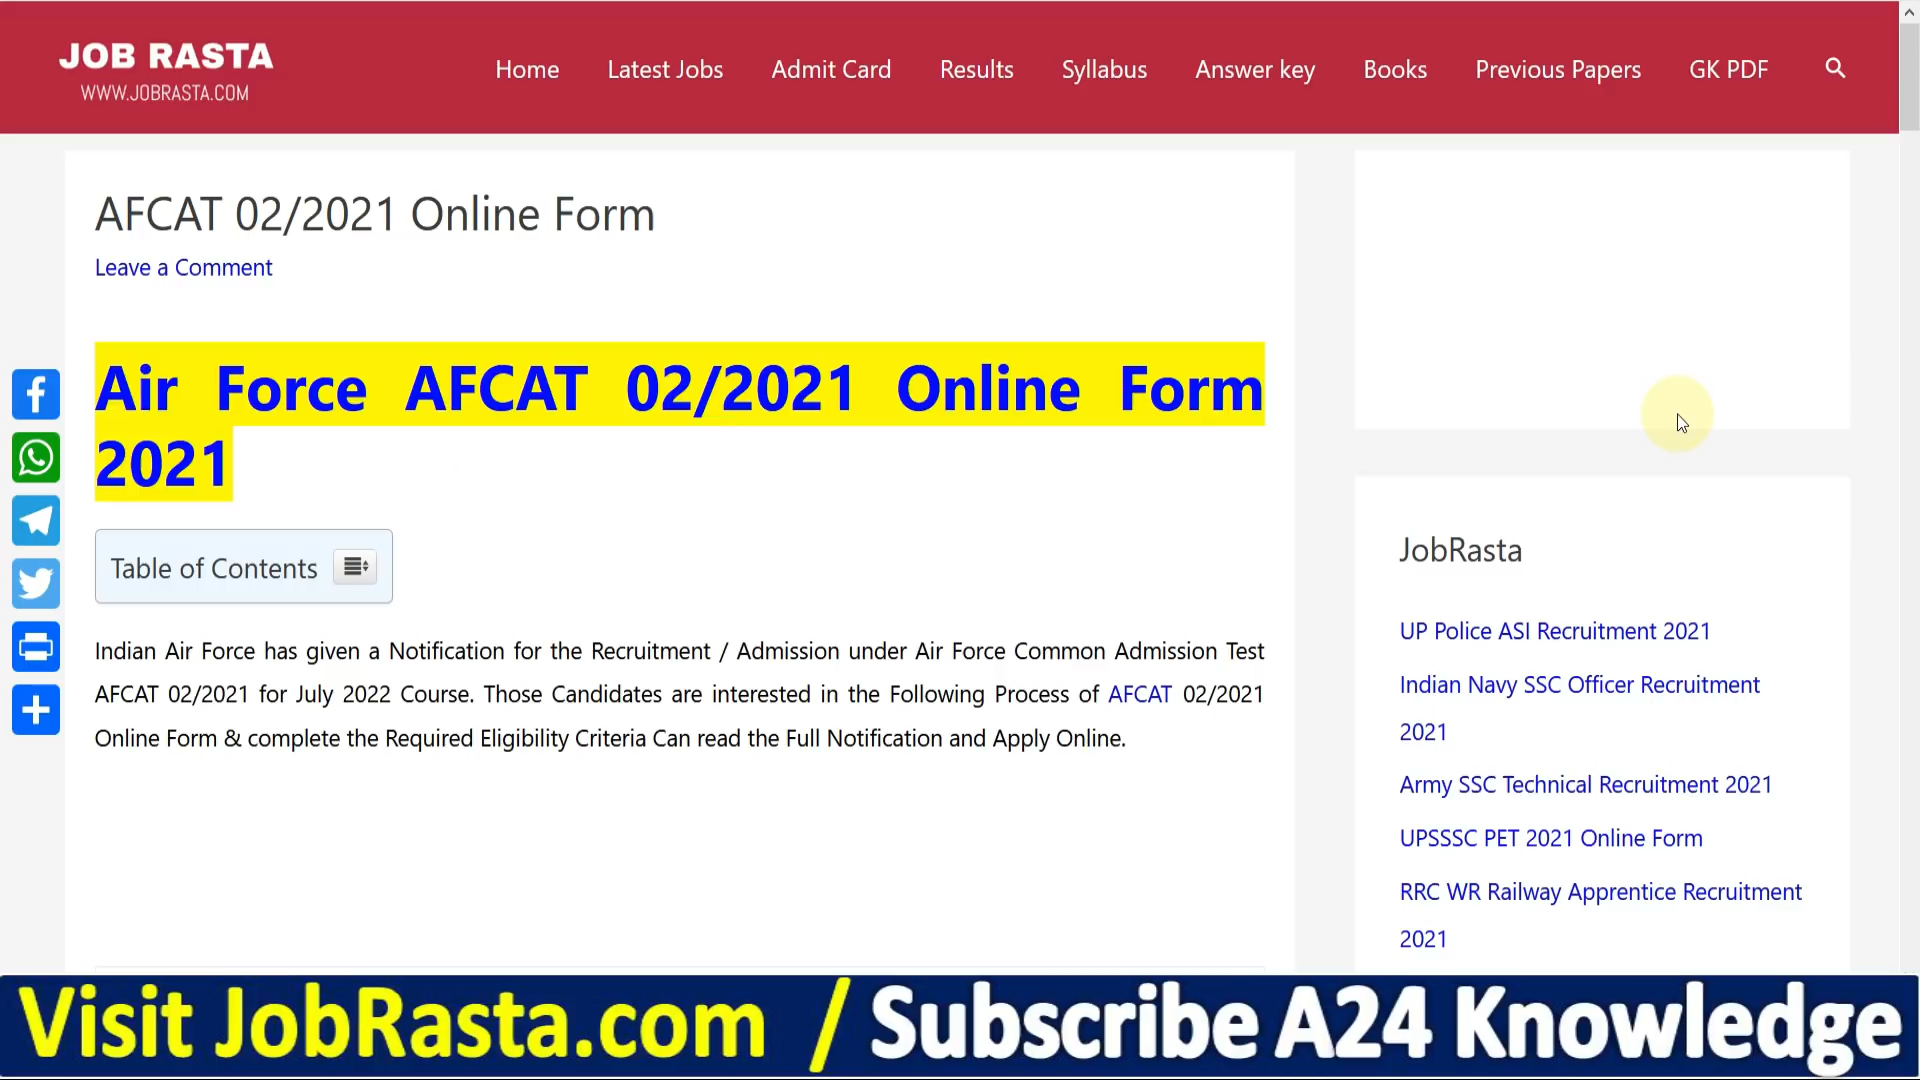 JOB RASTA
WWW.JOBRASTA.COM
Home Latest Jobs Admit Card Results Syllabus Answer key Books Previous Papers GK PDF
AFCAT 02/2021 Online Form
Leave a Comment
Air Force AFCAT 02/2021 Online Form
2021
Table of Contents
Indian Air Force has given a Notification for the Recruitment / Admission under Air Force Common Admission Test
AFCAT 02/2021 for July 2022 Course. Those Candidates are interested in the Following Process of AFCAT 02/2021
Online Form & complete the Required Eligibility Criteria Can read the Full Notification and Apply Online.
JobRasta
UP Police ASI Recruitment 2021
Indian Navy SSC Officer Recruitment
2021
Army SSC Technical Recruitment 2021
UPSSSC PET 2021 Online Form
RRC WR Railway Apprentice Recruitment
2021
Visit JobRasta.com / Subscribe A24 Knowledge